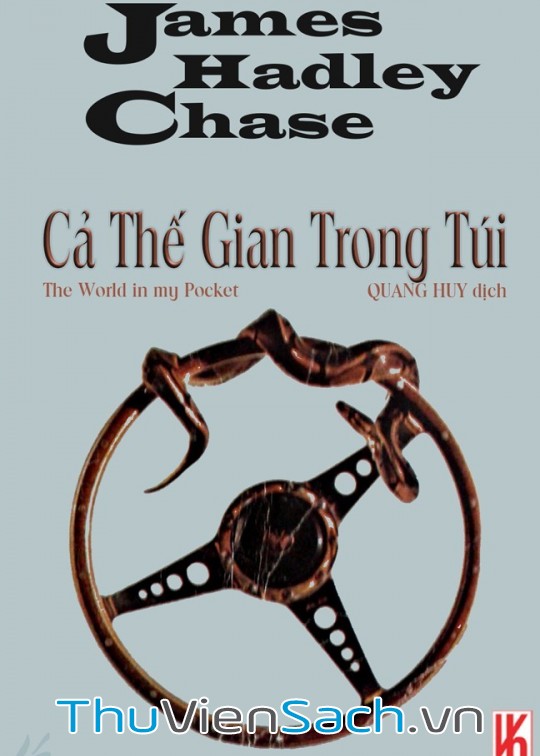 James
Hadley
Chase
Cả Thế Gian Trong Túi
The World in my Pocket
QUANG HUY dịch
ThuVienSach.vn